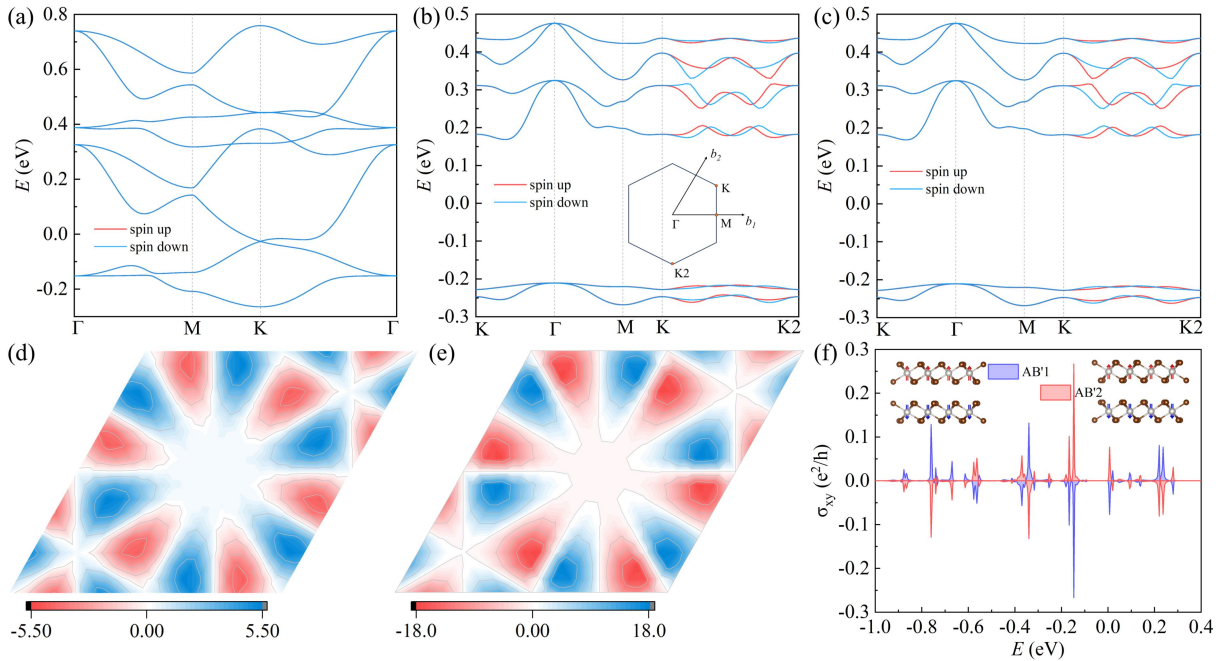 (a)
0.8
0.6
0.4
0.2
0.0
-0.2
E (eV)
spin up
spin down
Γ M K Γ
(b)
0.5
0.4
0.3
0.2
0.1
0.0
-0.1
-0.2
-0.3
E (eV)
spin up
spin down
b2
K
Γ M b1
K2
K Γ M K K2
(c)
0.5
0.4
0.3
0.2
0.1
0.0
-0.1
0.2
-0.3
E (eV)
spin up
spin down
K Γ M K K2
(d)
-5.50 0.00 5.50
(e)
-18.0 0.00 18.0
(f)
0.3
0.2
0.1
0.0
-0.1
-0.2
-0.3
σxy (e²/h)
AB'1
AB'2
-1.0 -0.8 -0.6 -0.4 -0.2 0.0 0.2 0.4
E (eV)